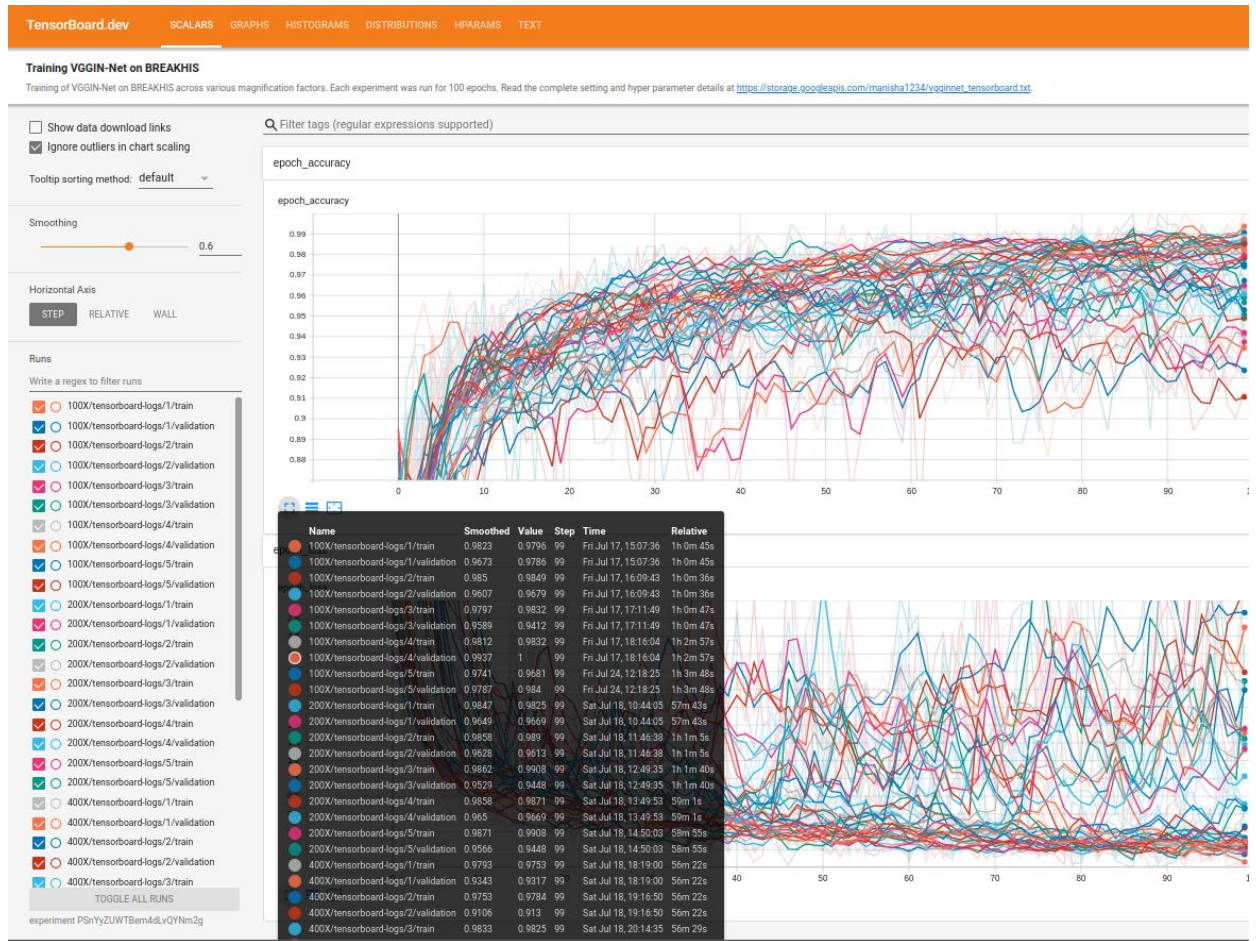 TensorBoard.dev SCALARS GRAPHS HISTOGRAMS DISTRIBUTIONS HPARAMS TEXT
Training VGGIN-Net on BREAKHIS
Training of VGGIN-Net on BREAKHIS across various magnification factors. Each experiment was run for 100 epochs. Read the complete setting and hyper parameter details at https://storage.googleapis.com/manisha1234/vgginnet_tensorboard.txt.
Show data download links
Ignore outliers in chart scaling
Tooltip sorting method: default
Smoothing
0.6
Horizontal Axis
STEP RELATIVE WALL
Runs
Write a regex to filter runs
100X/tensorboard-logs/1/train
100X/tensorboard-logs/1/validation
100X/tensorboard-logs/2/train
100X/tensorboard-logs/2/validation
100X/tensorboard-logs/3/train
100X/tensorboard-logs/3/validation
100X/tensorboard-logs/4/train
100X/tensorboard-logs/4/validation
100X/tensorboard-logs/5/train
100X/tensorboard-logs/5/validation
200X/tensorboard-logs/1/train
200X/tensorboard-logs/1/validation
200X/tensorboard-logs/2/train
200X/tensorboard-logs/2/validation
200X/tensorboard-logs/3/train
200X/tensorboard-logs/3/validation
200X/tensorboard-logs/4/train
200X/tensorboard-logs/4/validation
200X/tensorboard-logs/5/train
200X/tensorboard-logs/5/validation
400X/tensorboard-logs/1/train
400X/tensorboard-logs/1/validation
400X/tensorboard-logs/2/train
400X/tensorboard-logs/2/validation
400X/tensorboard-logs/3/train
TOGGLE ALL RUNS
experiment PSnYyZUWTBem4dLvQYNm2g
Filter tags (regular expressions supported)
epoch_accuracy
epoch_accuracy
0.99
0.98
0.97
0.96
0.95
0.94
0.93
0.92
0.91
0.9
0.89
0.88
0 10 20 30 40 50 60 70 80 90 1
Name Smoothed Value Step Time Relative
100X/tensorboard-logs/1/train 0.9823 0.9796 99 Fri Jul 17, 15:07:36 1h 0m 45s
100X/tensorboard-logs/1/validation 0.9673 0.9786 99 Fri Jul 17, 15:07:36 1h 0m 45s
100X/tensorboard-logs/2/train 0.985 0.9849 99 Fri Jul 17, 16:09:43 1h 0m 36s
100X/tensorboard-logs/2/validation 0.9607 0.9679 99 Fri Jul 17, 16:09:43 1h 0m 36s
100X/tensorboard-logs/3/train 0.9797 0.9832 99 Fri Jul 17, 17:11:49 1h 0m 47s
100X/tensorboard-logs/3/validation 0.9589 0.9412 99 Fri Jul 17, 17:11:49 1h 0m 47s
100X/tensorboard-logs/4/train 0.9812 0.9832 99 Fri Jul 17, 18:16:04 1h 2m 57s
100X/tensorboard-logs/4/validation 0.9937 1 99 Fri Jul 17, 18:16:04 1h 2m 57s
100X/tensorboard-logs/5/train 0.9741 0.9681 99 Fri Jul 24, 12:18:25 1h 3m 48s
100X/tensorboard-logs/5/validation 0.9787 0.984 99 Fri Jul 24, 12:18:25 1h 3m 48s
200X/tensorboard-logs/1/train 0.9847 0.9825 99 Sat Jul 18, 10:44:05 57m 43s
200X/tensorboard-logs/1/validation 0.9649 0.9669 99 Sat Jul 18, 10:44:05 57m 43s
200X/tensorboard-logs/2/train 0.9858 0.989 99 Sat Jul 18, 11:46:38 1h 1m 5s
200X/tensorboard-logs/2/validation 0.9628 0.9613 99 Sat Jul 18, 11:46:38 1h 1m 5s
200X/tensorboard-logs/3/train 0.9862 0.9908 99 Sat Jul 18, 12:49:35 1h 1m 40s
200X/tensorboard-logs/3/validation 0.9529 0.9448 99 Sat Jul 18, 12:49:35 1h 1m 40s
200X/tensorboard-logs/4/train 0.9858 0.9871 99 Sat Jul 18, 13:49:53 59m 1s
200X/tensorboard-logs/4/validation 0.965 0.9669 99 Sat Jul 18, 13:49:53 59m 1s
200X/tensorboard-logs/5/train 0.9871 0.9908 99 Sat Jul 18, 14:50:03 58m 55s
200X/tensorboard-logs/5/validation 0.9566 0.9448 99 Sat Jul 18, 14:50:03 58m 55s
400X/tensorboard-logs/1/train 0.9793 0.9753 99 Sat Jul 18, 18:19:00 56m 22s
400X/tensorboard-logs/1/validation 0.9343 0.9317 99 Sat Jul 18, 18:19:00 56m 22s
400X/tensorboard-logs/2/train 0.9753 0.9784 99 Sat Jul 18, 19:16:50 56m 22s
400X/tensorboard-logs/2/validation 0.9106 0.913 99 Sat Jul 18, 19:16:50 56m 22s
400X/tensorboard-logs/3/train 0.9833 0.9825 99 Sat Jul 18, 20:14:35 56m 29s
40 50 60 70 80 90 1